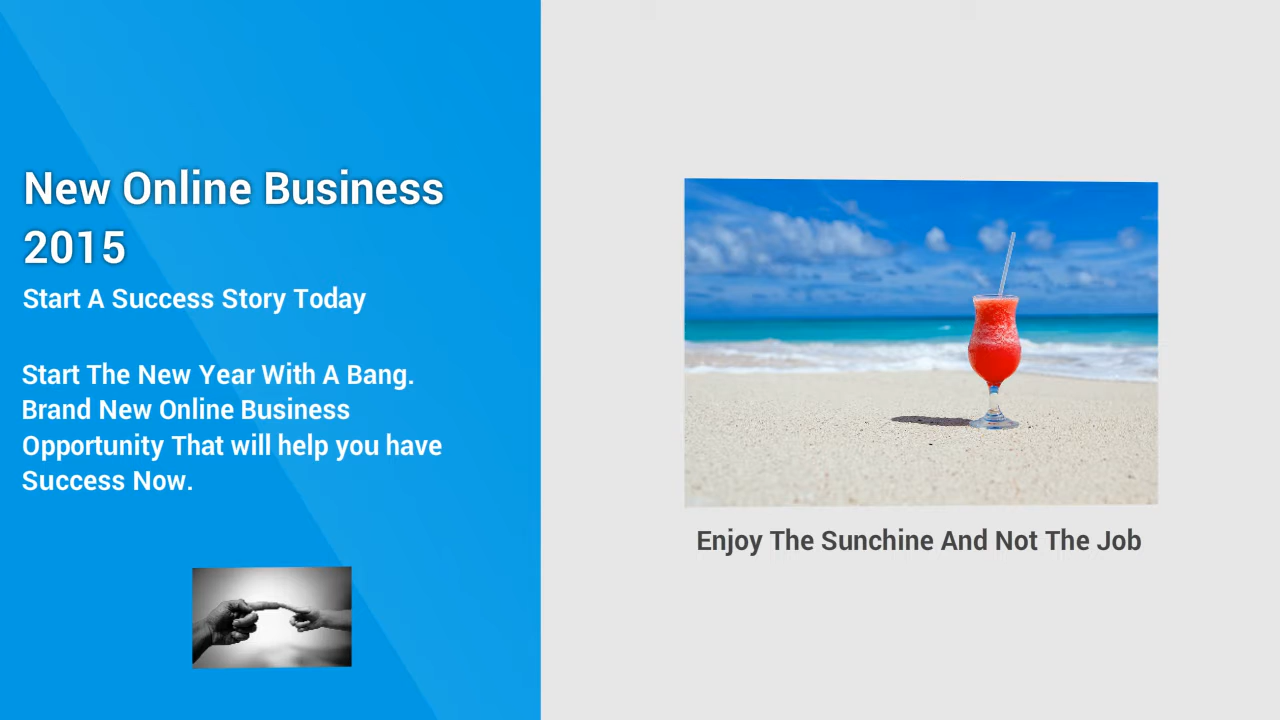 New Online Business
2015
Start A Success Story Today
Start The New Year With A Bang.
Brand New Online Business
Opportunity That will help you have
Success Now.
Enjoy The Sunchine And Not The Job